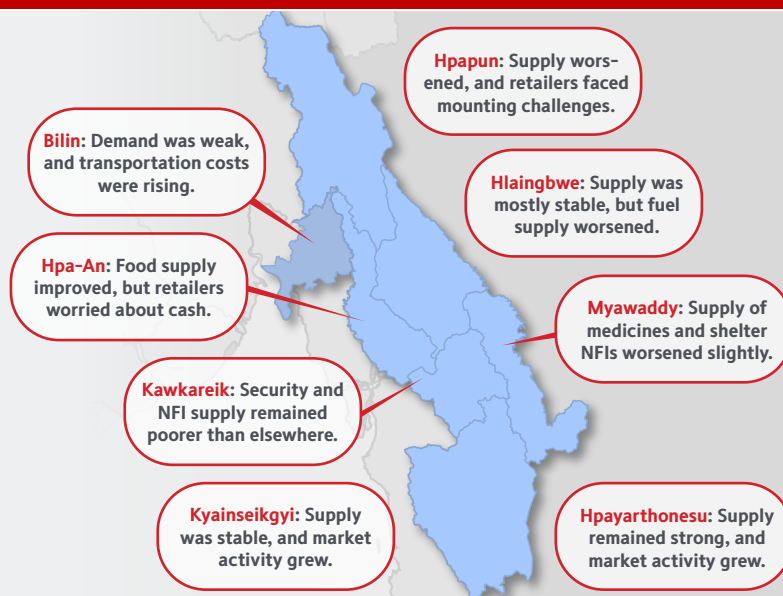 Hpapun: Supply wors-
ened, and retailers faced
mounting challenges.
Bilin: Demand was weak,
and transportation costs
were rising.
Hlaingbwe: Supply was
mostly stable, but fuel
supply worsened.
Hpa-An: Food supply
improved, but retailers
worried about cash.
Myawaddy: Supply of
medicines and shelter
NFIs worsened slightly.
Kawkareik: Security and
NFI supply remained
poorer than elsewhere.
Kyainseikgyi: Supply
was stable, and market
activity grew.
Hpayarthonesu: Supply
remained strong, and
market activity grew.